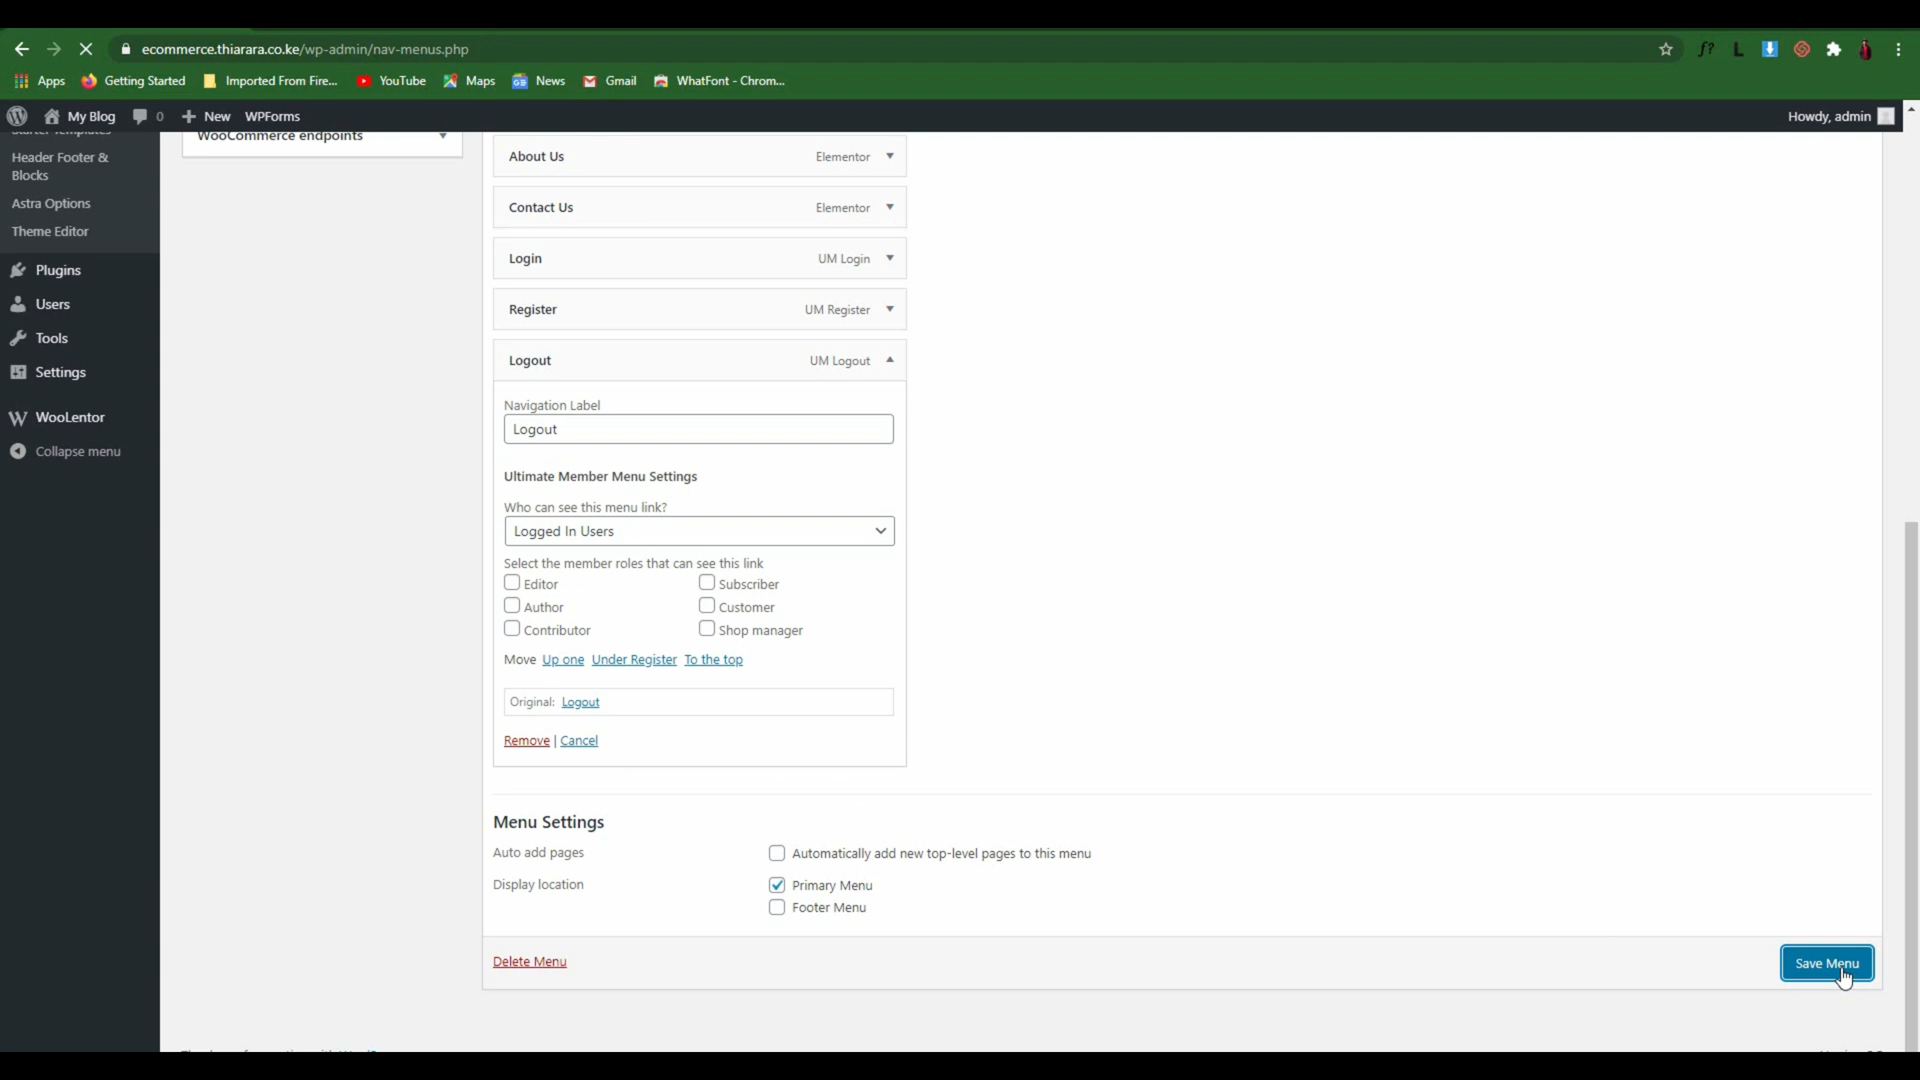 ecommerce.thiarara.co.ke/wp-admin/nav-menus.php
f?
L
Apps Getting Started Imported From Fire... YouTube Maps News Gmail WhatFont - Chrom...
My Blog 0 New WPForms Howdy, admin
Starter Templates
Header Footer &
Blocks
Astra Options
Theme Editor
Plugins
Users
Tools
Settings
WooLentor
Collapse menu
WooCommerce endpoints
About Us Elementor
Contact Us Elementor
Login UM Login
Register UM Register
Logout UM Logout
Navigation Label
Logout
Ultimate Member Menu Settings
Who can see this menu link?
Logged In Users
Select the member roles that can see this link
Editor Subscriber
Author Customer
Contributor Shop manager
Move Up one Under Register To the top
Original: Logout
Remove | Cancel
Menu Settings
Auto add pages Automatically add new top-level pages to this menu
Display location Primary Menu
Footer Menu
Delete Menu Save Menu